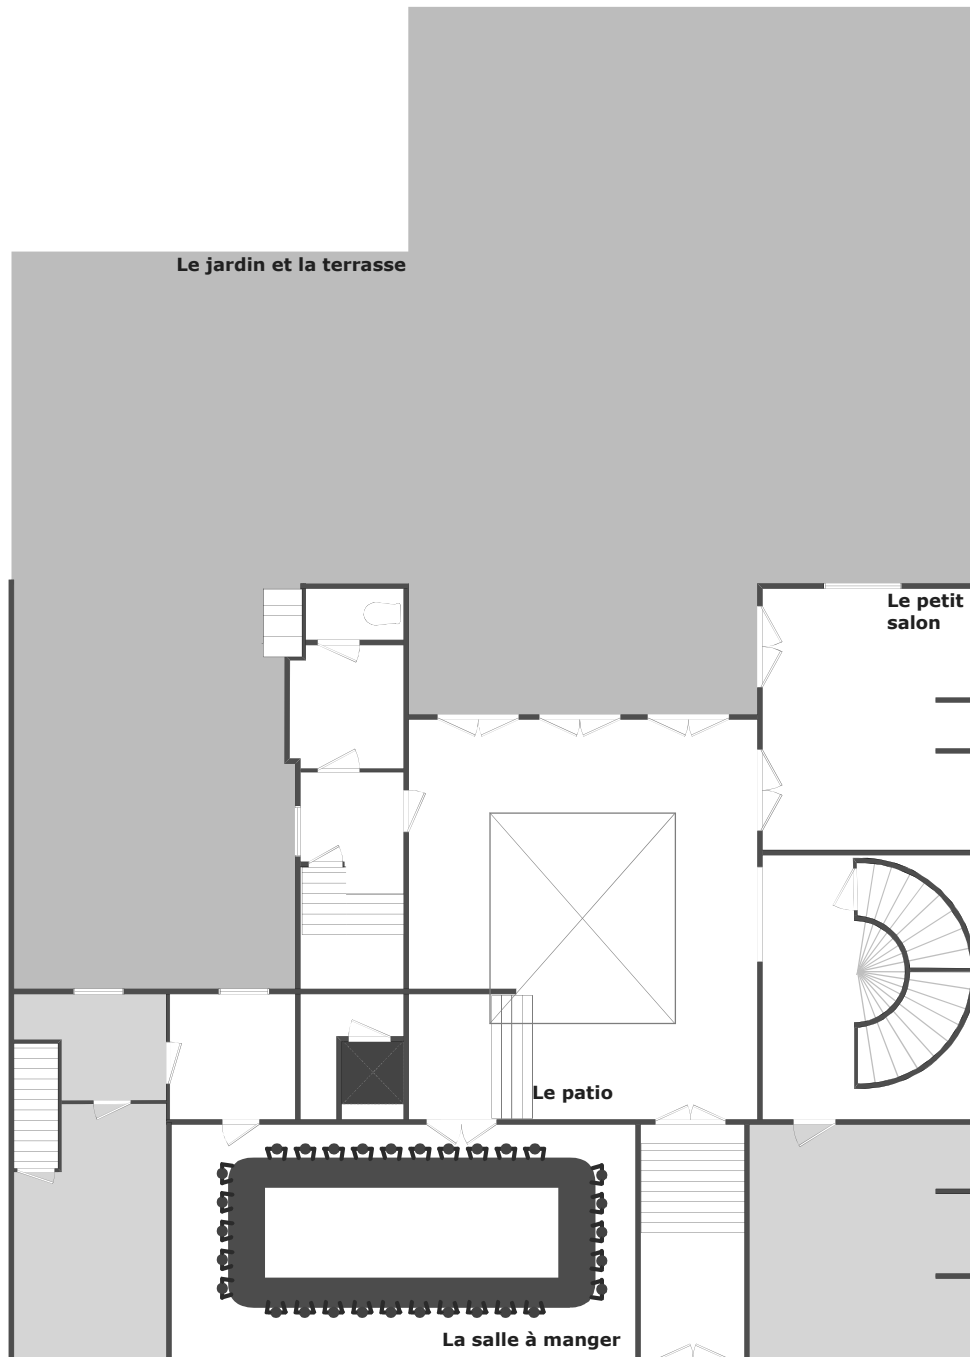 Le jardin et la terrasse
Le petit
salon
Le patio
La salle à manger